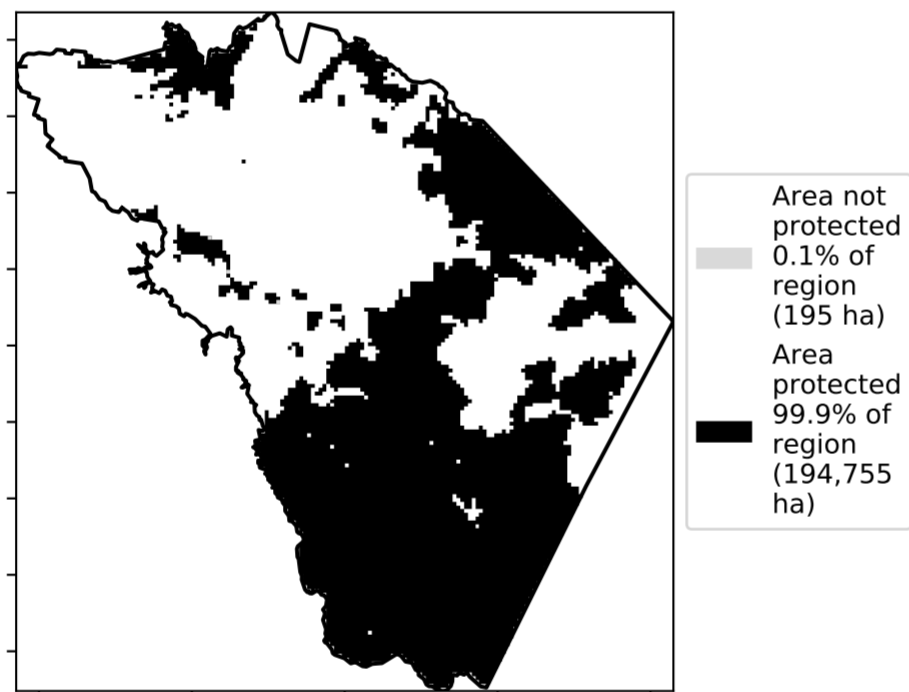 Area not
protected
0.1% of
region
(195 ha)
Area
protected
99.9% of
region
(194,755
ha)